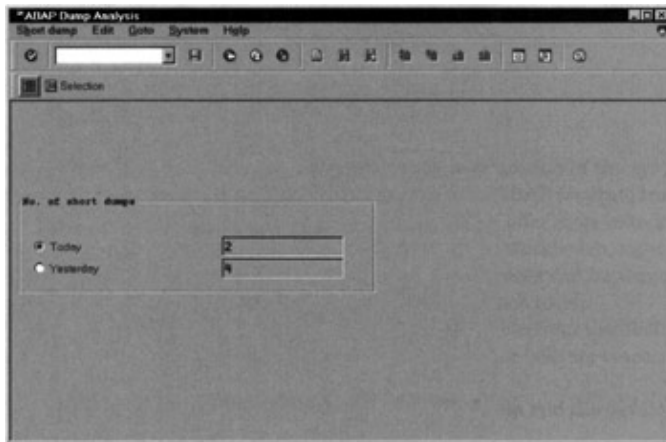 ABAP Dump Analysis
Short dump Edit Goto System Help
Selection
No. of short dumps
Today 2
Yesterday 4